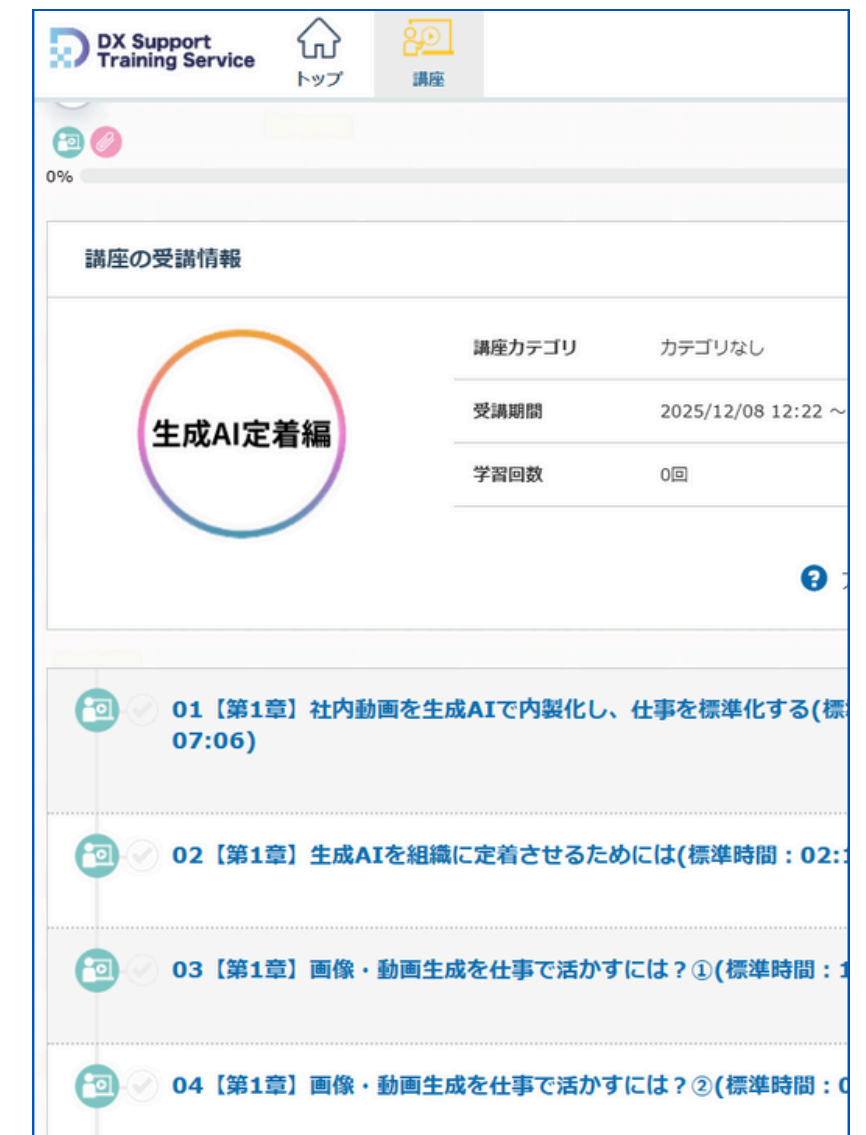 DX Support
Training Service
トップ
講座
0%
講座の受講情報
生成AI定着編
講座カテゴリ カテゴリなし
受講期間 2025/12/08 12:22 ～
学習回数 0回
?
01【第1章】社内動画を生成AIで内製化し、仕事を標準化する(標
07:06)
02【第1章】生成AIを組織に定着させるためには(標準時間：02:
03【第1章】画像・動画生成を仕事で活かすには？①(標準時間：1
04【第1章】画像・動画生成を仕事で活かすには？②(標準時間：0